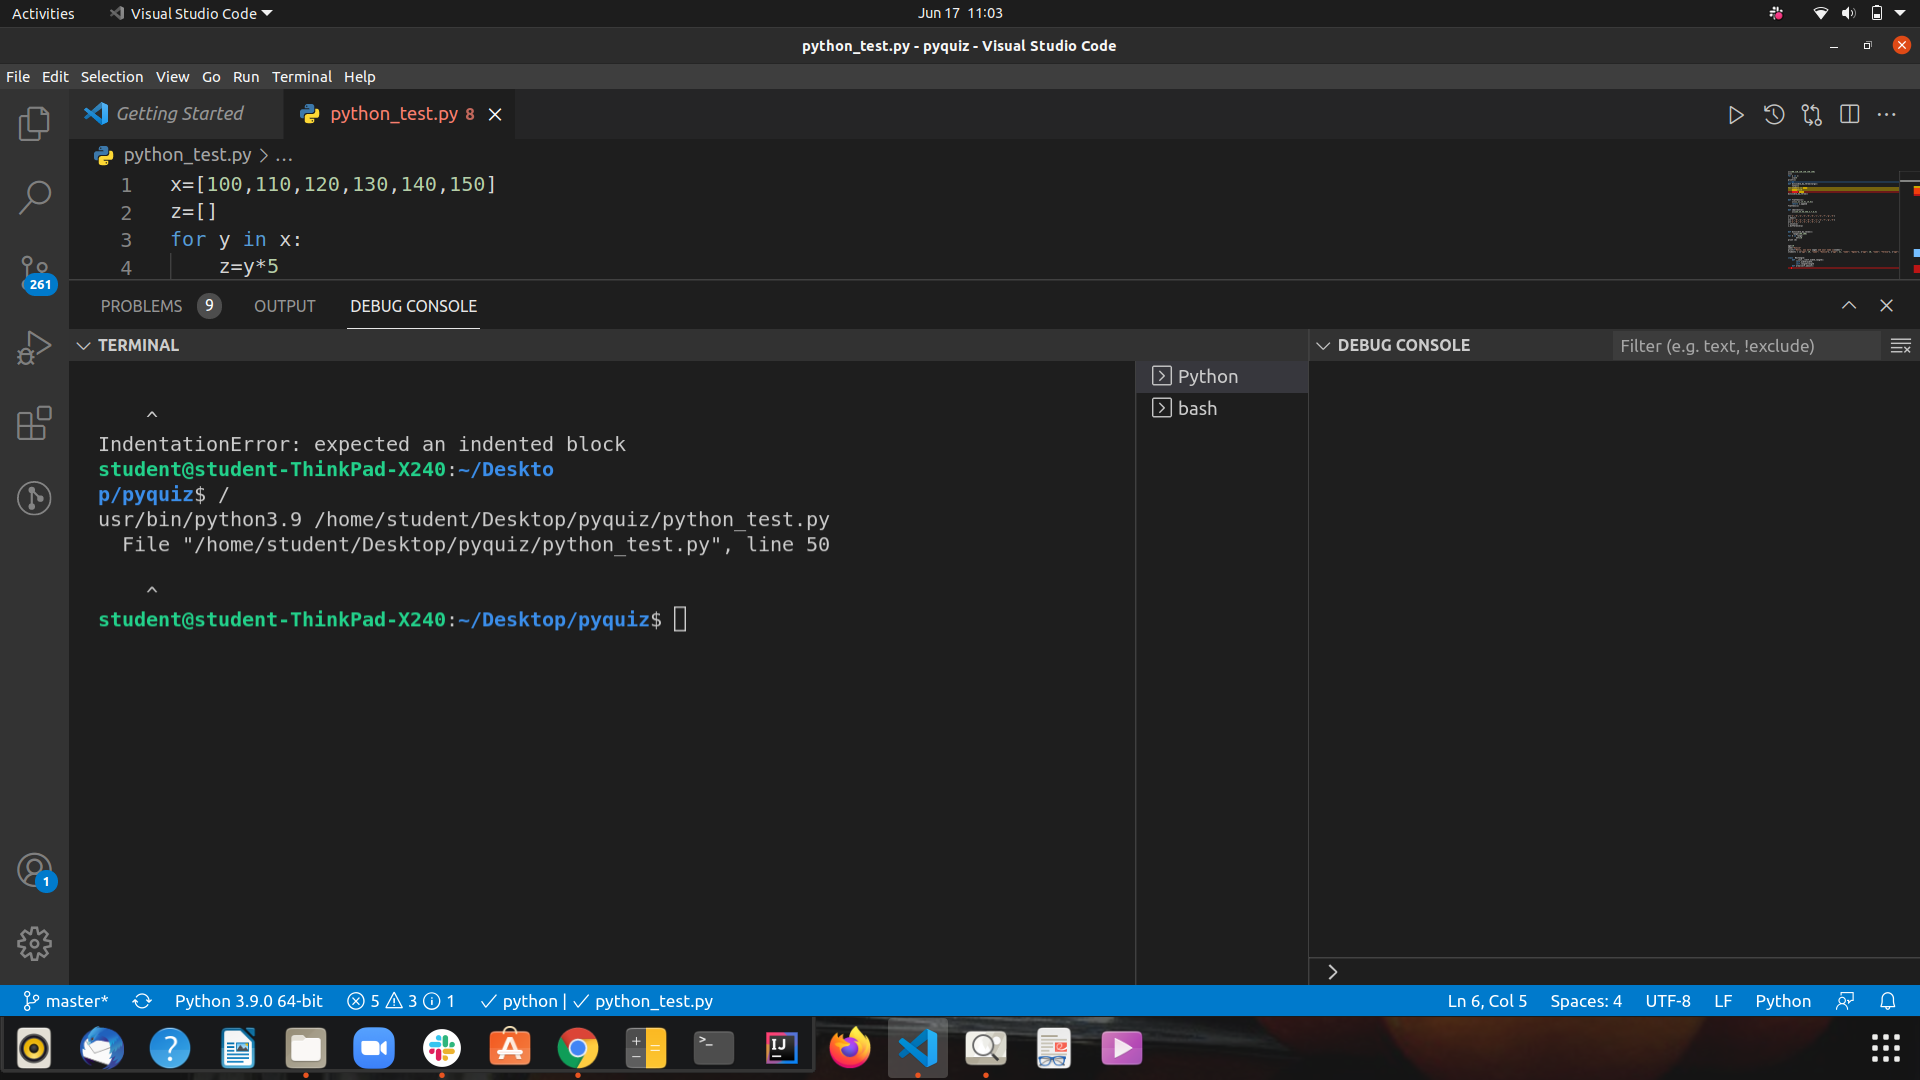 Activities
Visual Studio Code
Jun 17 11:03
python_test.py - pyquiz - Visual Studio Code
File Edit Selection View Go Run Terminal Help
Getting Started
python_test.py 8
python_test.py > ...
1 x=[100,110,120,130,140,150]
2 z=[]
3 for y in x:
4 z=y*5
261
PROBLEMS 9 OUTPUT DEBUG CONSOLE
TERMINAL
DEBUG CONSOLE
Filter (e.g. text, !exclude)
Python
bash
^
IndentationError: expected an indented block
student@student-ThinkPad-X240:~/Deskto
p/pyquiz$ /
usr/bin/python3.9 /home/student/Desktop/pyquiz/python_test.py
File "/home/student/Desktop/pyquiz/python_test.py", line 50
^
student@student-ThinkPad-X240:~/Desktop/pyquiz$
1
master* Python 3.9.0 64-bit 5 3 1 python | python_test.py
Ln 6, Col 5 Spaces: 4 UTF-8 LF Python
IJ